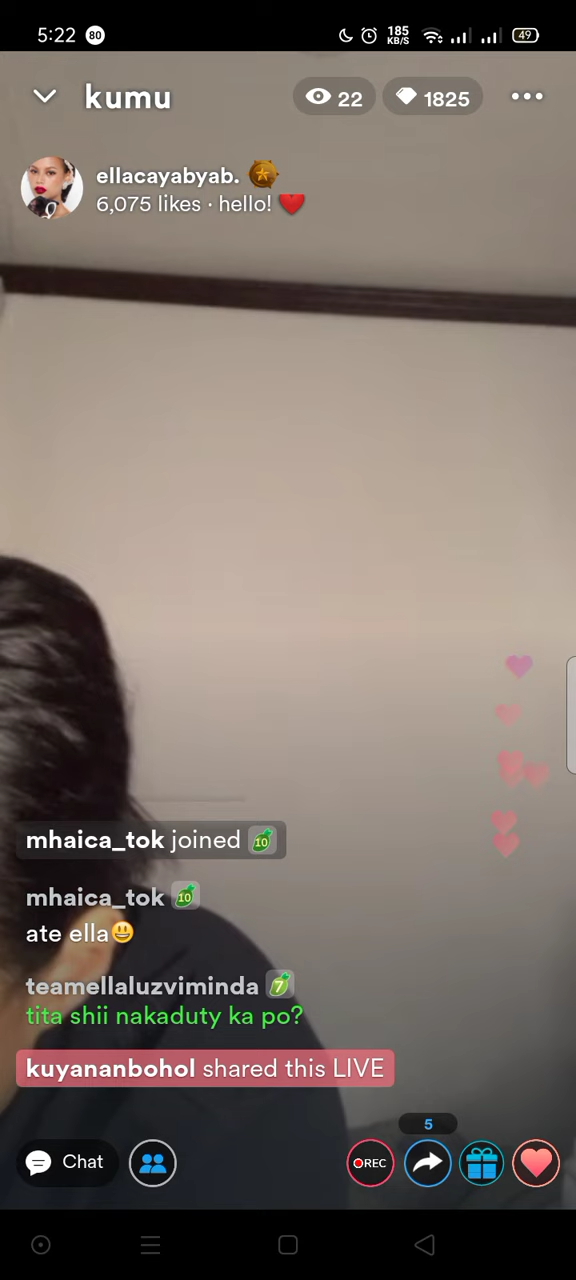 5:22 80 185 KB/S 49
kumu 22 1825
ellacayabyab.
6,075 likes · hello! ❤️
mhaica_tok joined 10
mhaica_tok 10
ate ella😃
teamellaluzviminda 7
tita shii nakaduty ka po?
kuyananbohol shared this LIVE
5
Chat REC